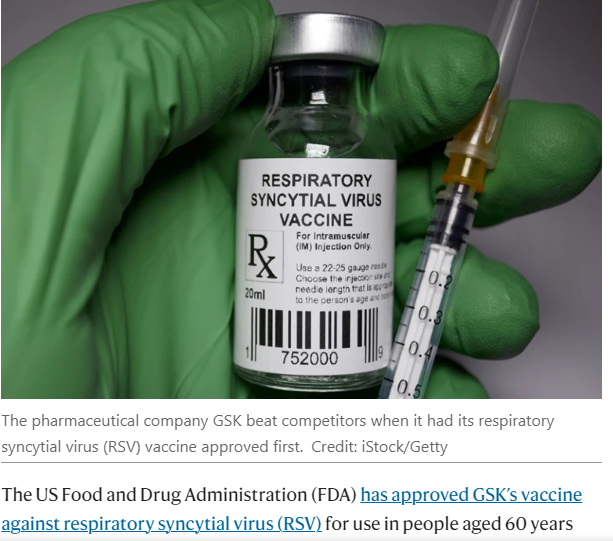 RESPIRATORY
SYNCYTIAL VIRUS
VACCINE
For Intramuscular
(IM) Injection Only.
Rx
Use a 22-25 gauge needle
Choose the injection site and
needle length that is
to the person's age and
20ml
1 752000 9
0.2
0.3
0.4
0.5
The pharmaceutical company GSK beat competitors when it had its respiratory
syncytial virus (RSV) vaccine approved first. Credit: iStock/Getty
The US Food and Drug Administration (FDA) has approved GSK's vaccine
against respiratory syncytial virus (RSV) for use in people aged 60 years